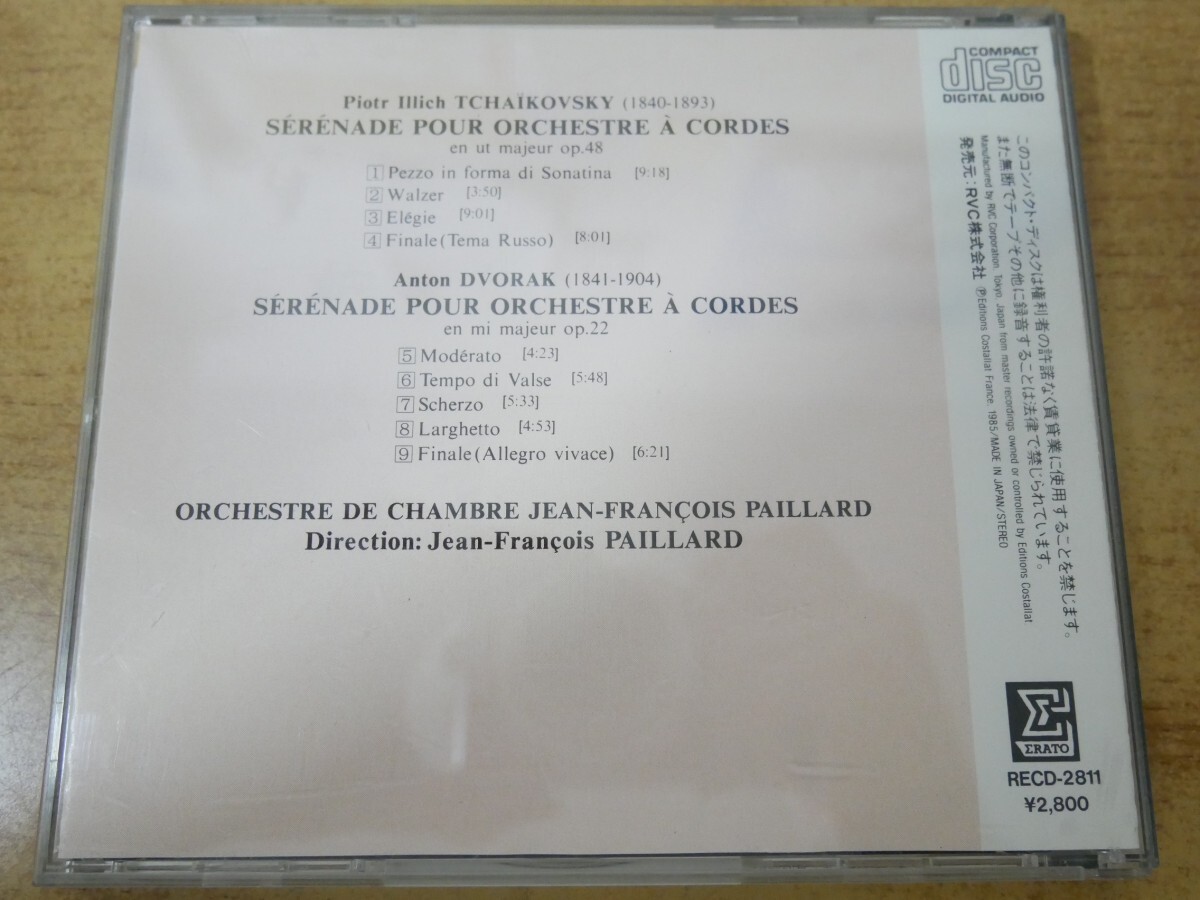 Piotr Illich TCHAÏKOVSKY (1840-1893)
SÉRÉNADE POUR ORCHESTRE À CORDES
en ut majeur op.48
1 Pezzo in forma di Sonatina [9:18]
2 Walzer [3:50]
3 Elégie [9:01]
4 Finale (Tema Russo) [8:01]
Anton DVORAK (1841-1904)
SÉRÉNADE POUR ORCHESTRE À CORDES
en mi majeur op.22
5 Modérato [4:23]
6 Tempo di Valse [5:48]
7 Scherzo [5:33]
8 Larghetto [4:53]
9 Finale (Allegro vivace) [6:21]
ORCHESTRE DE CHAMBRE JEAN-FRANÇOIS PAILLARD
Direction: Jean-François PAILLARD
COMPACT
disc
DIGITAL AUDIO
このコンパクト・ディスクは権利者の許諾なく賃貸業に使用することを禁じます。
また無断でテープその他に録音することは法律で禁じられています。
Manufactured by RVC Corporation, Tokyo, Japan from master recordings owned or controlled by Editions Costallat
発売元：RVC株式会社 ℗Editions Costallat France. 1985/MADE IN JAPAN/STEREO
ERATO
RECD-2811
¥2,800